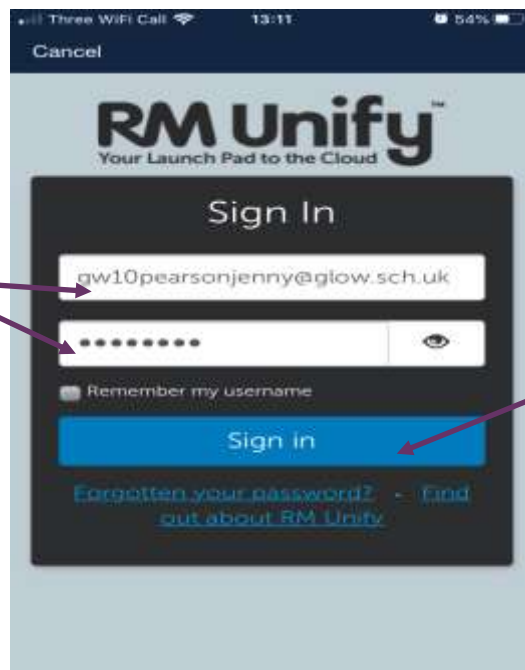 Three WiFi Call 13:11 54%
Cancel
RM Unify™
Your Launch Pad to the Cloud
Sign In
gw10pearsonjenny@glow.sch.uk
••••••••
Remember my username
Sign in
Forgotten your password? - Find
out about RM Unify